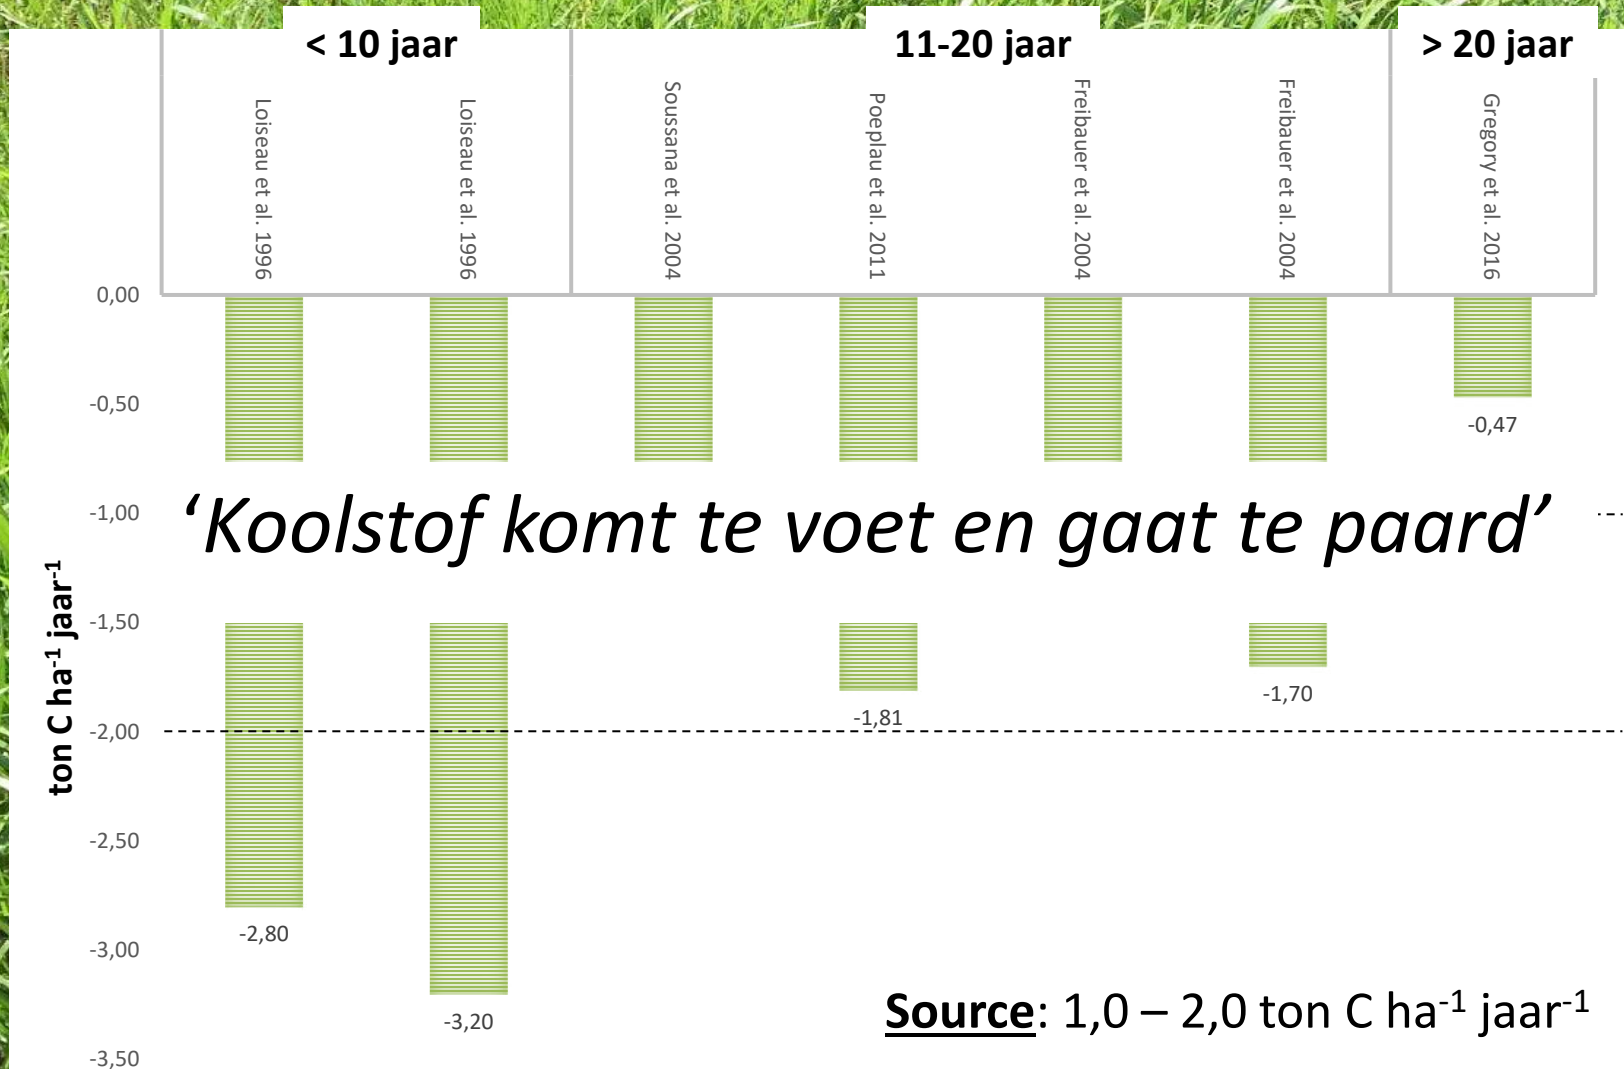 < 10 jaar
11-20 jaar
> 20 jaar
Loiseau et al. 1996
Loiseau et al. 1996
Soussana et al. 2004
Poeplau et al. 2011
Freibauer et al. 2004
Freibauer et al. 2004
Gregory et al. 2016
0,00
-0,50
-0,47
-1,00
‘Koolstof komt te voet en gaat te paard’
ton C ha⁻¹ jaar⁻¹
-1,50
-1,70
-1,81
-2,00
-2,50
-2,80
-3,00
-3,20
Source: 1,0 – 2,0 ton C ha⁻¹ jaar⁻¹
-3,50